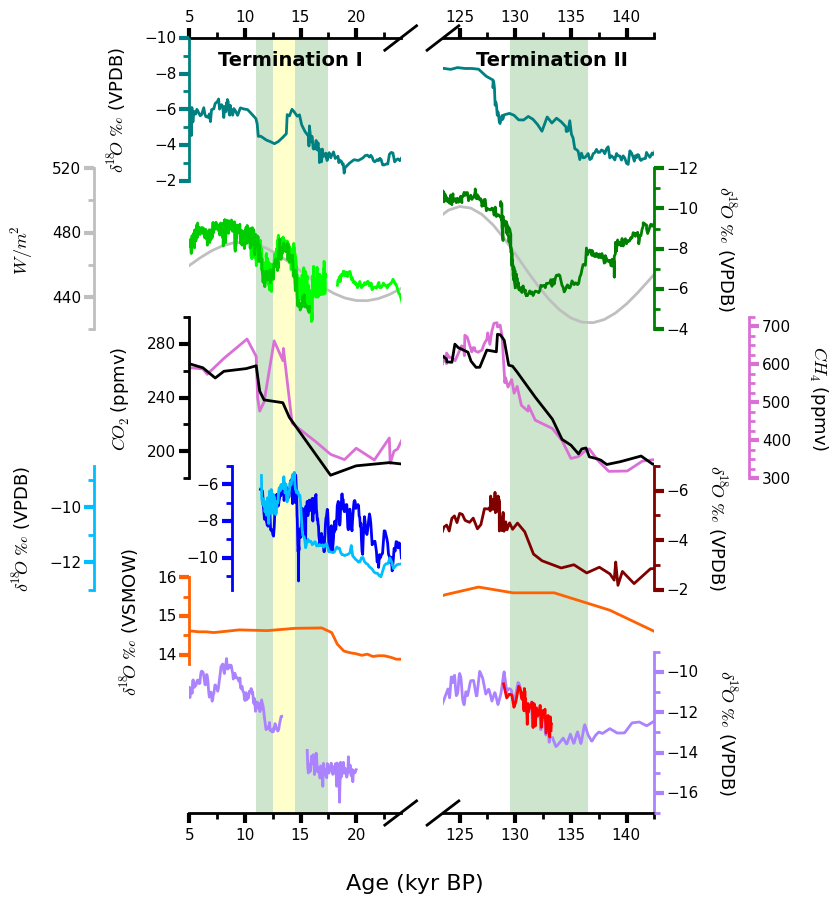 5 10 15 20 125 130 135 140
Termination I Termination II
−10
−8
−6
−4
−2
δ¹⁸O ‰ (VPDB)
520
480
440
W/m²
−12
−10
−8
−6
−4
δ¹⁸O ‰ (VPDB)
280
240
200
CO₂ (ppmv)
700
600
500
400
300
CH₄ (ppmv)
−10
−12
δ¹⁸O ‰ (VPDB)
−6
−8
−10
−6
−4
−2
δ¹⁸O ‰ (VPDB)
16
15
14
δ¹⁸O ‰ (VSMOW)
−10
−12
−14
−16
δ¹⁸O ‰ (VPDB)
5 10 15 20 125 130 135 140
Age (kyr BP)